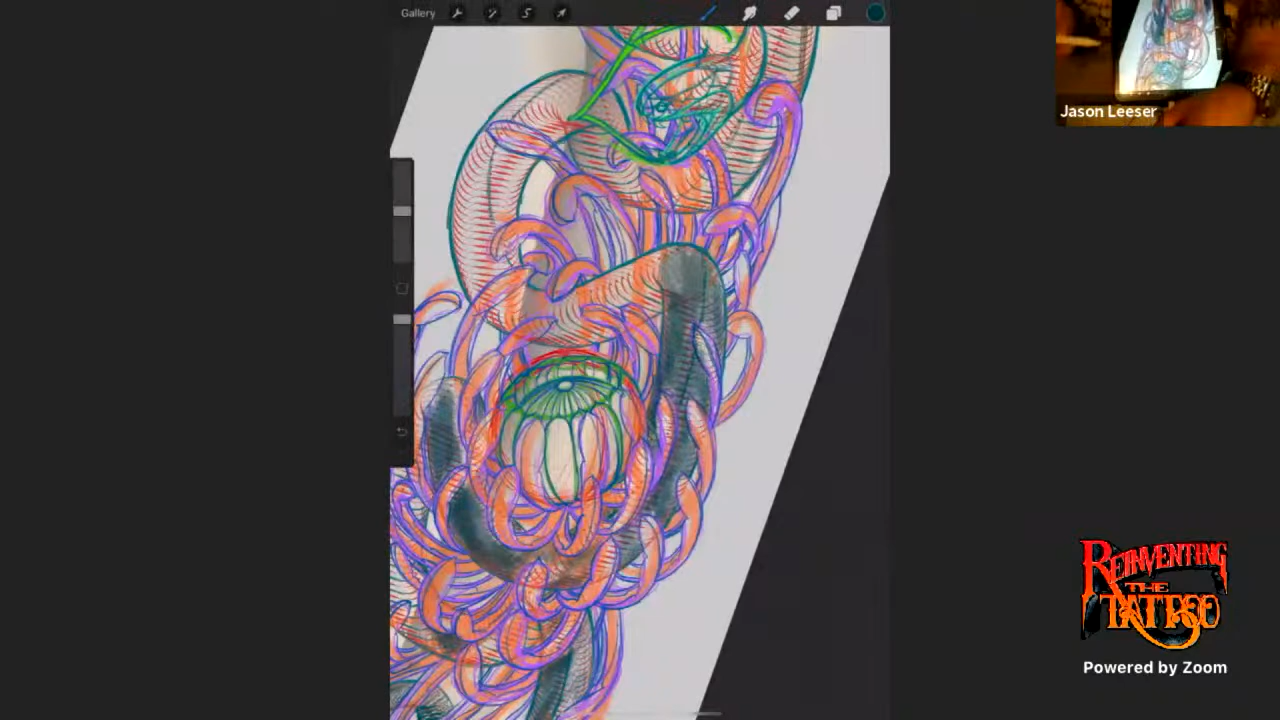 Gallery
Jason Leeser
REINVENTING
THE
TATTOO
Powered by Zoom